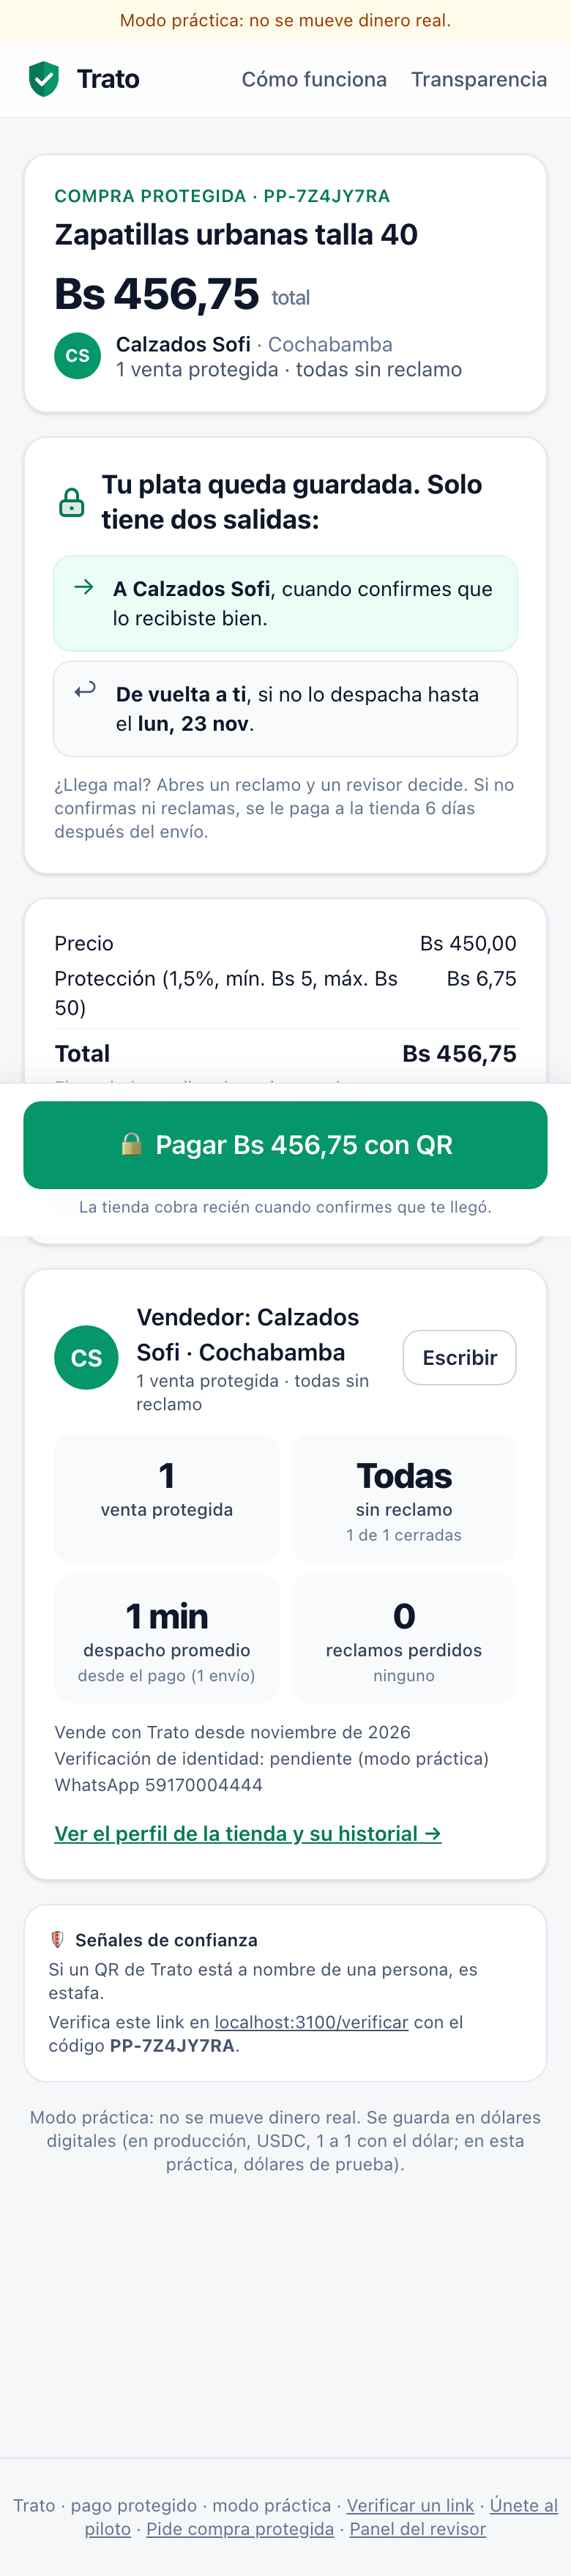 Modo práctica: no se mueve dinero real.
Trato
Cómo funciona
Transparencia
COMPRA PROTEGIDA · PP-7Z4JY7RA
Zapatillas urbanas talla 40
Bs 456,75 total
CS
Calzados Sofi · Cochabamba
1 venta protegida · todas sin reclamo
Tu plata queda guardada. Solo
tiene dos salidas:
→ A Calzados Sofi, cuando confirmes que
lo recibiste bien.
De vuelta a ti, si no lo despacha hasta
el lun, 23 nov.
¿Llega mal? Abres un reclamo y un revisor decide. Si no
confirmas ni reclamas, se le paga a la tienda 6 días
después del envío.
Precio Bs 450,00
Protección (1,5%, mín. Bs 5, máx. Bs Bs 6,75
50)
Total Bs 456,75
Pagar Bs 456,75 con QR
La tienda cobra recién cuando confirmes que te llegó.
CS
Vendedor: Calzados
Sofi · Cochabamba
1 venta protegida · todas sin
reclamo
Escribir
1
venta protegida
Todas
sin reclamo
1 de 1 cerradas
1 min
despacho promedio
desde el pago (1 envío)
0
reclamos perdidos
ninguno
Vende con Trato desde noviembre de 2026
Verificación de identidad: pendiente (modo práctica)
WhatsApp 59170004444
Ver el perfil de la tienda y su historial →
Señales de confianza
Si un QR de Trato está a nombre de una persona, es
estafa.
Verifica este link en localhost:3100/verificar con el
código PP-7Z4JY7RA.
Modo práctica: no se mueve dinero real. Se guarda en dólares
digitales (en producción, USDC, 1 a 1 con el dólar; en esta
práctica, dólares de prueba).
Trato · pago protegido · modo práctica · Verificar un link · Únete al
piloto · Pide compra protegida · Panel del revisor